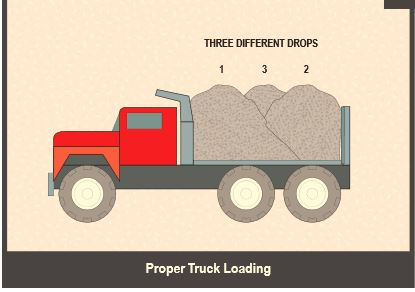 THREE DIFFERENT DROPS
1 3 2
Proper Truck Loading